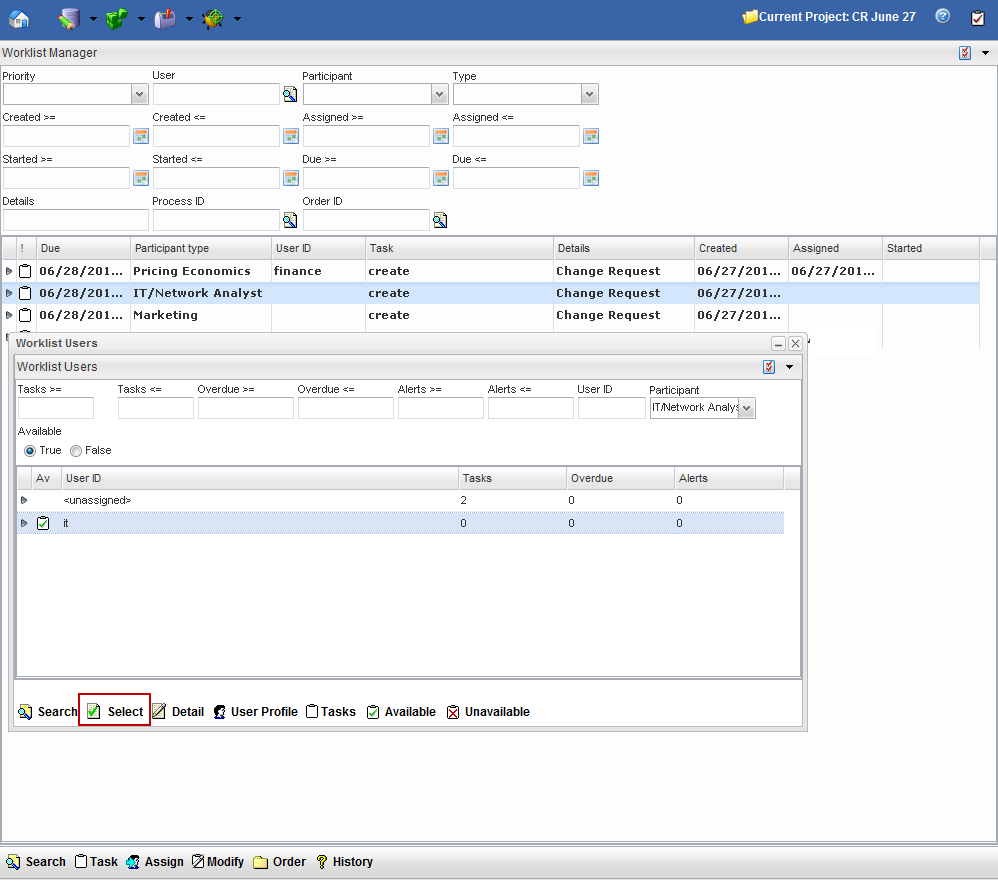 Current Project: CR June 27
Worklist Manager
Priority User Participant Type
Created >= Created <= Assigned >= Assigned <=
Started >= Started <= Due >= Due <=
Details Process ID Order ID
! Due Participant type User ID Task Details Created Assigned Started
06/28/201... Pricing Economics finance create Change Request 06/27/201... 06/27/201...
06/28/201... IT/Network Analyst create Change Request 06/27/201...
06/28/201... Marketing create Change Request 06/27/201...
Worklist Users
Worklist Users
Tasks >= Tasks <= Overdue >= Overdue <= Alerts >= Alerts <= User ID Participant
IT/Network Analys
Available
True False
Av User ID Tasks Overdue Alerts
<unassigned> 2 0 0
it 0 0 0
Search Select Detail User Profile Tasks Available Unavailable
Search Task Assign Modify Order History